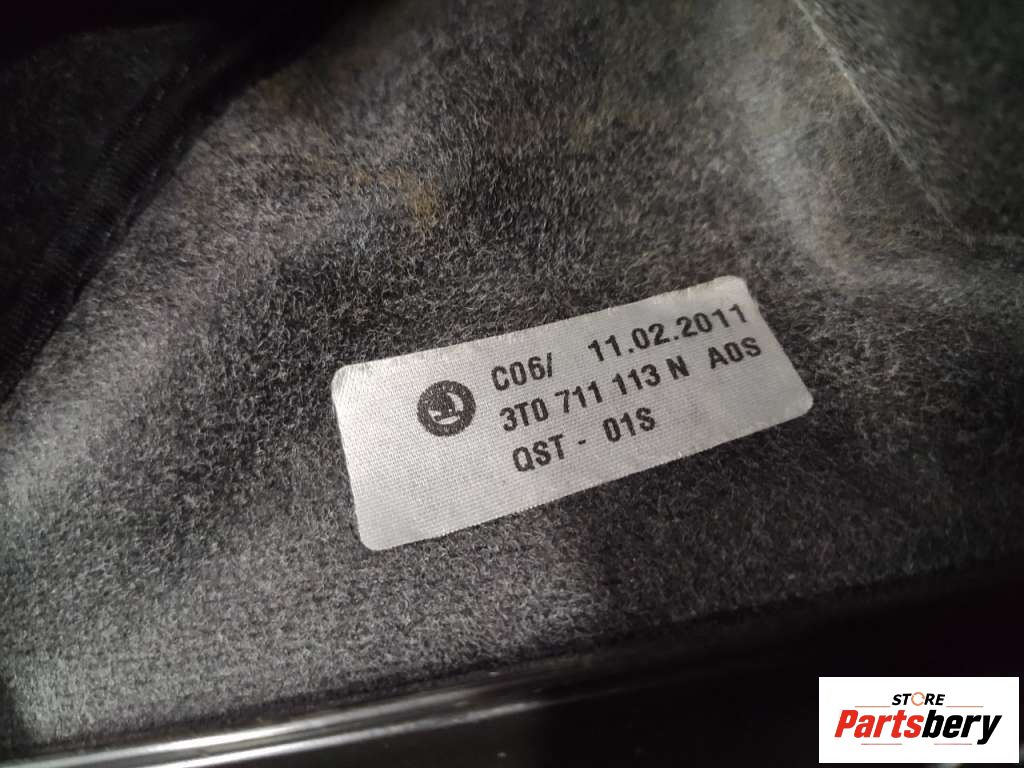 C06/ 11.02.2011
3T0 711 113 N A0S
QST - 01S
STORE
Partsbery